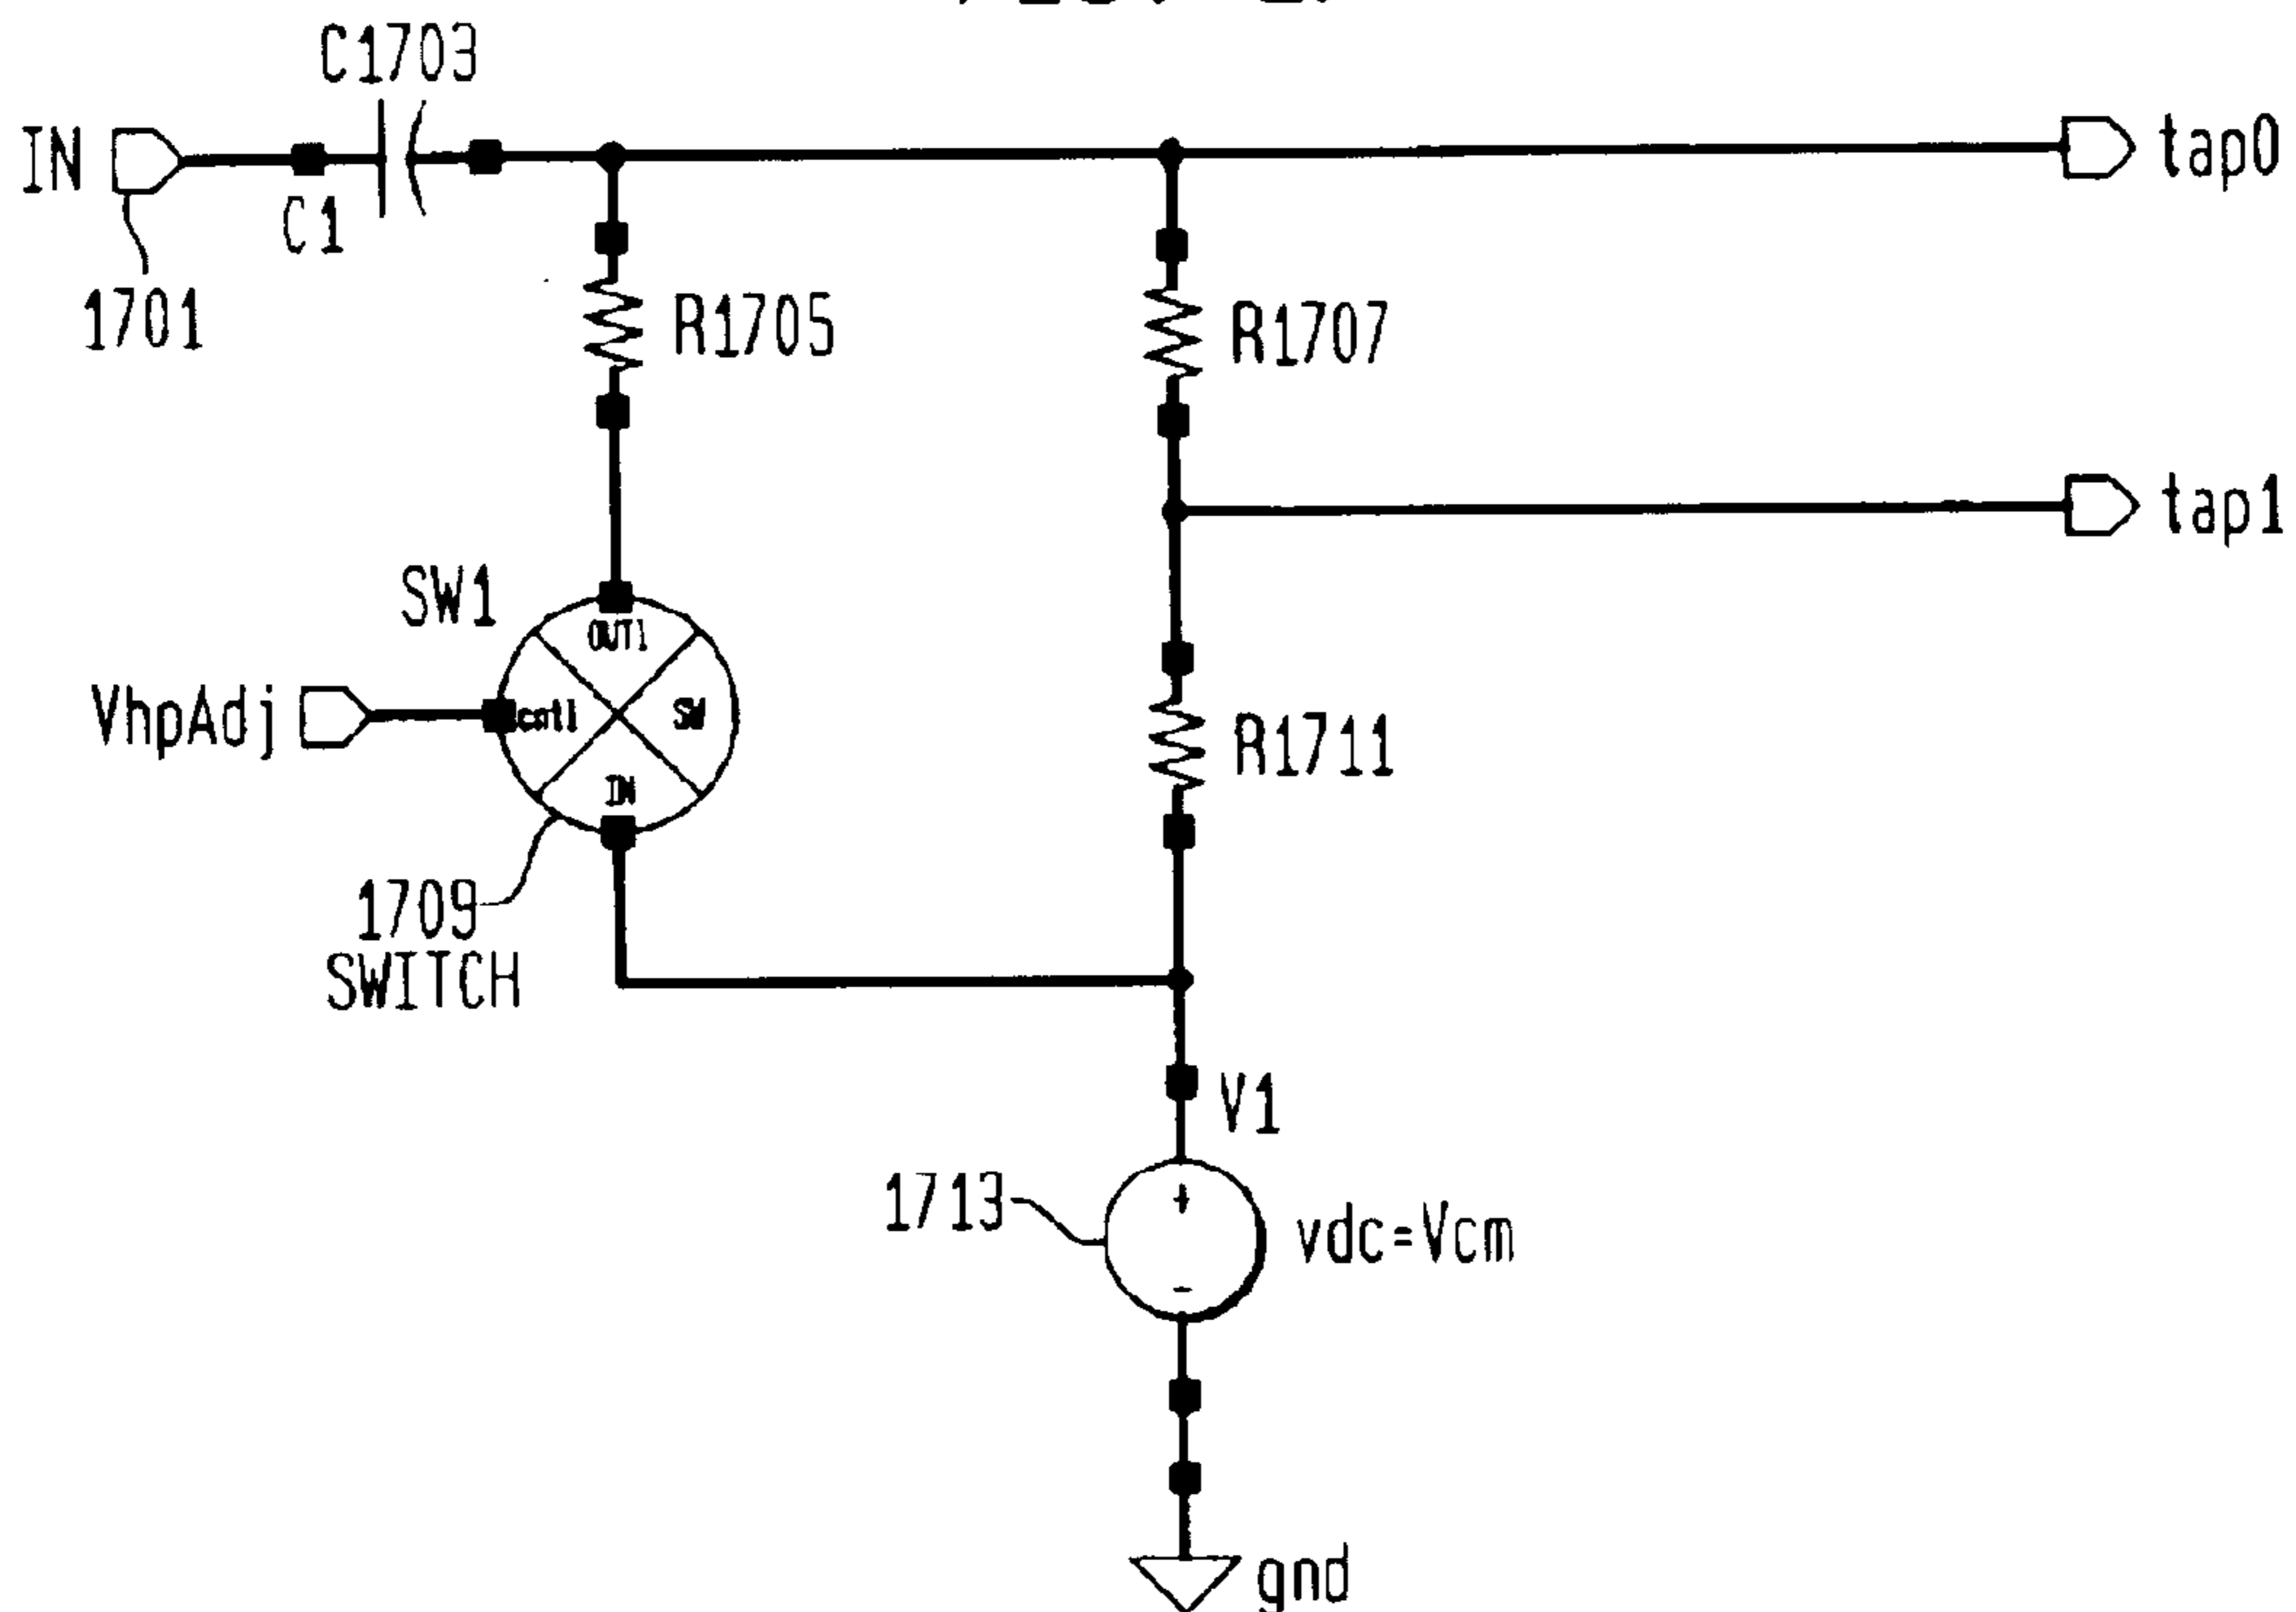 C1703
IN
tap0
C1
1701
R1705
R1707
tap1
SW1
OUT1
VhpAdj
cntl
SW
R1711
IN
1709
SWITCH
V1
1713
+
vdc=Vcm
-
gnd